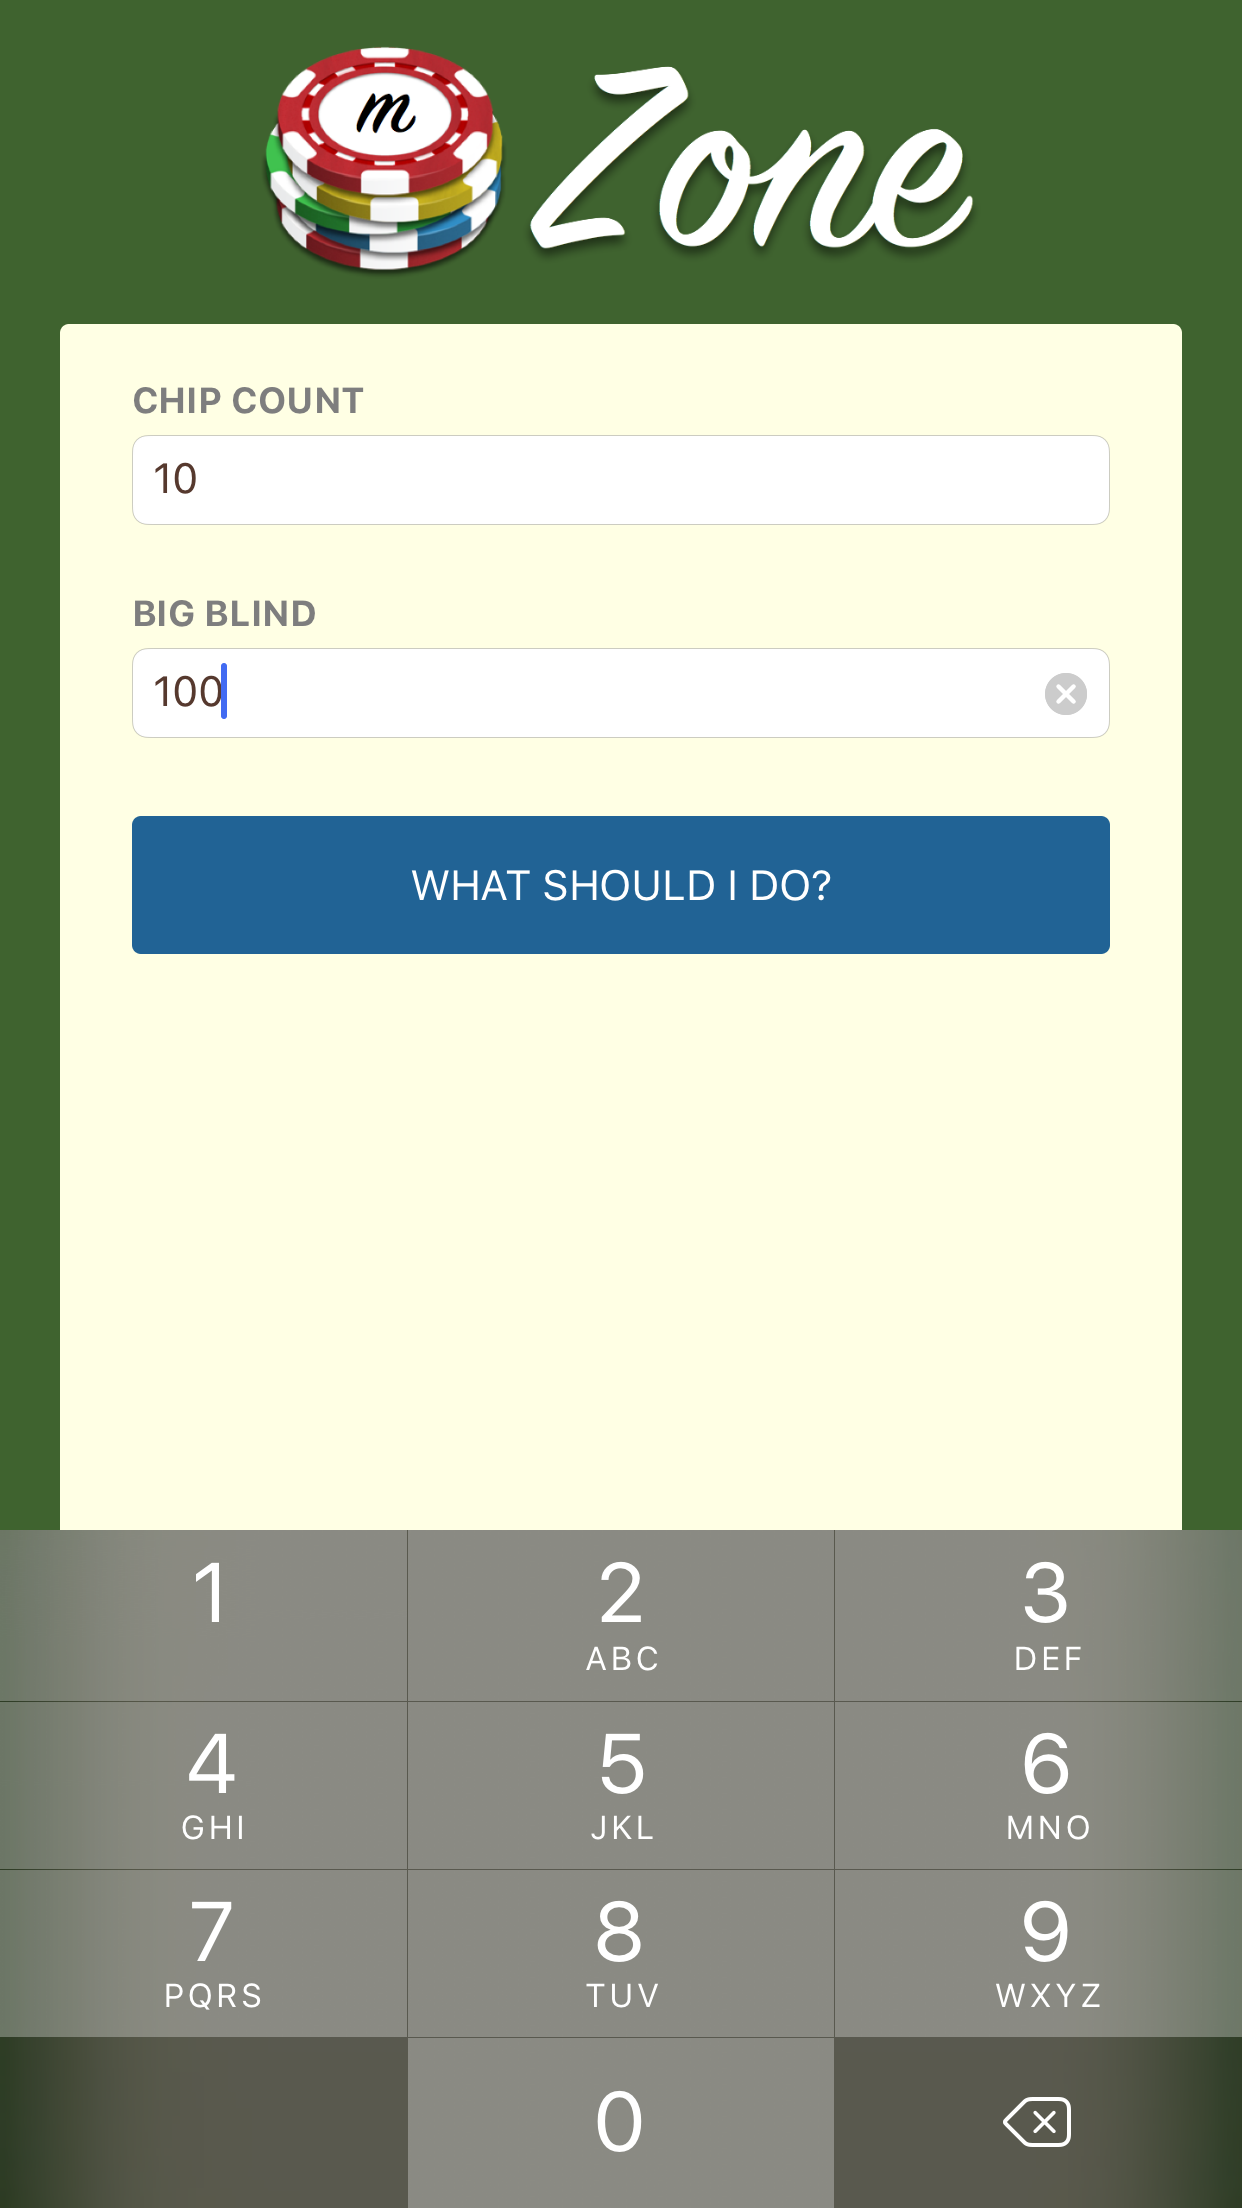 m Zone
CHIP COUNT
10
BIG BLIND
100
WHAT SHOULD I DO?
1 2 3
ABC DEF
4 5 6
GHI JKL MNO
7 8 9
PQRS TUV WXYZ
0